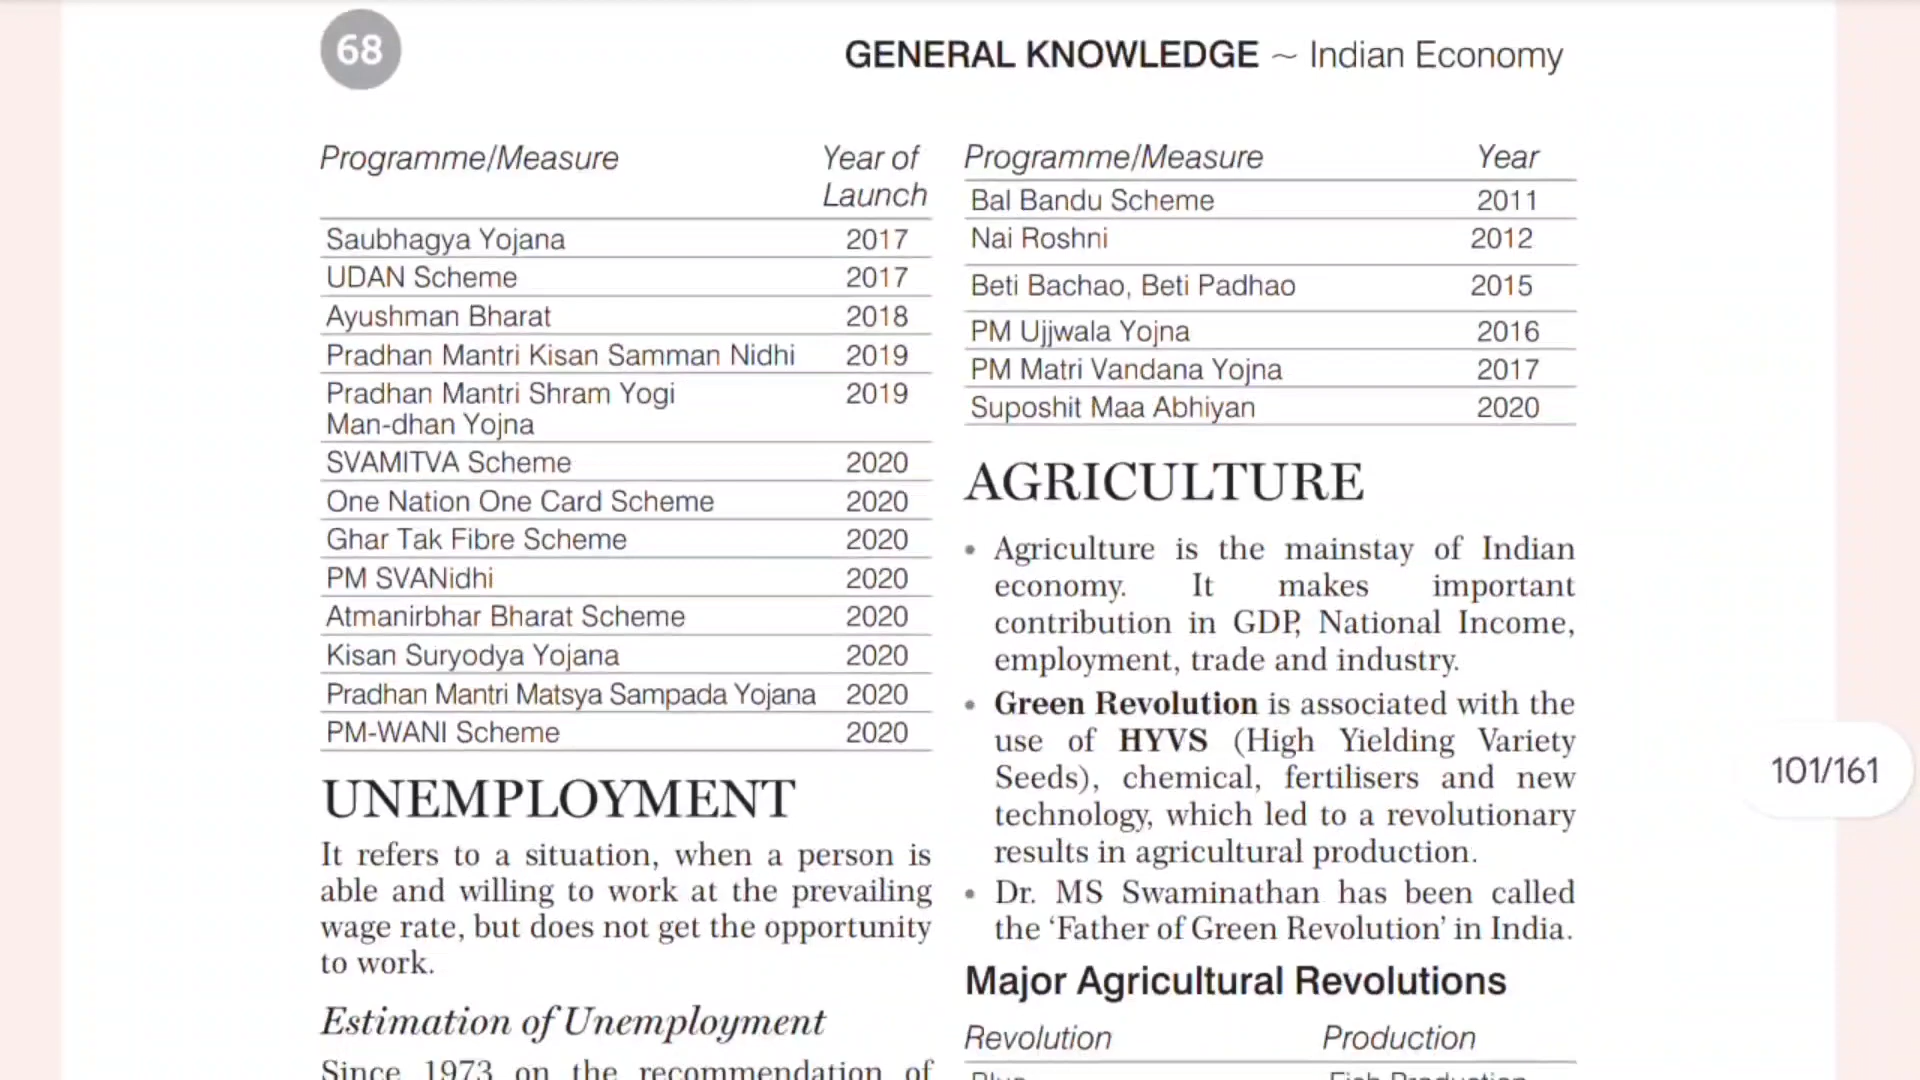 68
GENERAL KNOWLEDGE ~ Indian Economy
Programme/Measure Year of
Launch
Saubhagya Yojana 2017
UDAN Scheme 2017
Ayushman Bharat 2018
Pradhan Mantri Kisan Samman Nidhi 2019
Pradhan Mantri Shram Yogi 2019
Man-dhan Yojna
SVAMITVA Scheme 2020
One Nation One Card Scheme 2020
Ghar Tak Fibre Scheme 2020
PM SVANidhi 2020
Atmanirbhar Bharat Scheme 2020
Kisan Suryodya Yojana 2020
Pradhan Mantri Matsya Sampada Yojana 2020
PM-WANI Scheme 2020
UNEMPLOYMENT
It refers to a situation, when a person is
able and willing to work at the prevailing
wage rate, but does not get the opportunity
to work.
Estimation of Unemployment
Since 1973 on the recommendation of
Programme/Measure Year
Bal Bandu Scheme 2011
Nai Roshni 2012
Beti Bachao, Beti Padhao 2015
PM Ujjwala Yojna 2016
PM Matri Vandana Yojna 2017
Suposhit Maa Abhiyan 2020
AGRICULTURE
• Agriculture is the mainstay of Indian
economy. It makes important
contribution in GDP, National Income,
employment, trade and industry.
• Green Revolution is associated with the
use of HYVS (High Yielding Variety
Seeds), chemical, fertilisers and new
technology, which led to a revolutionary
results in agricultural production.
• Dr. MS Swaminathan has been called
the ‘Father of Green Revolution’ in India.
Major Agricultural Revolutions
Revolution Production
Blue Fish Production
101/161